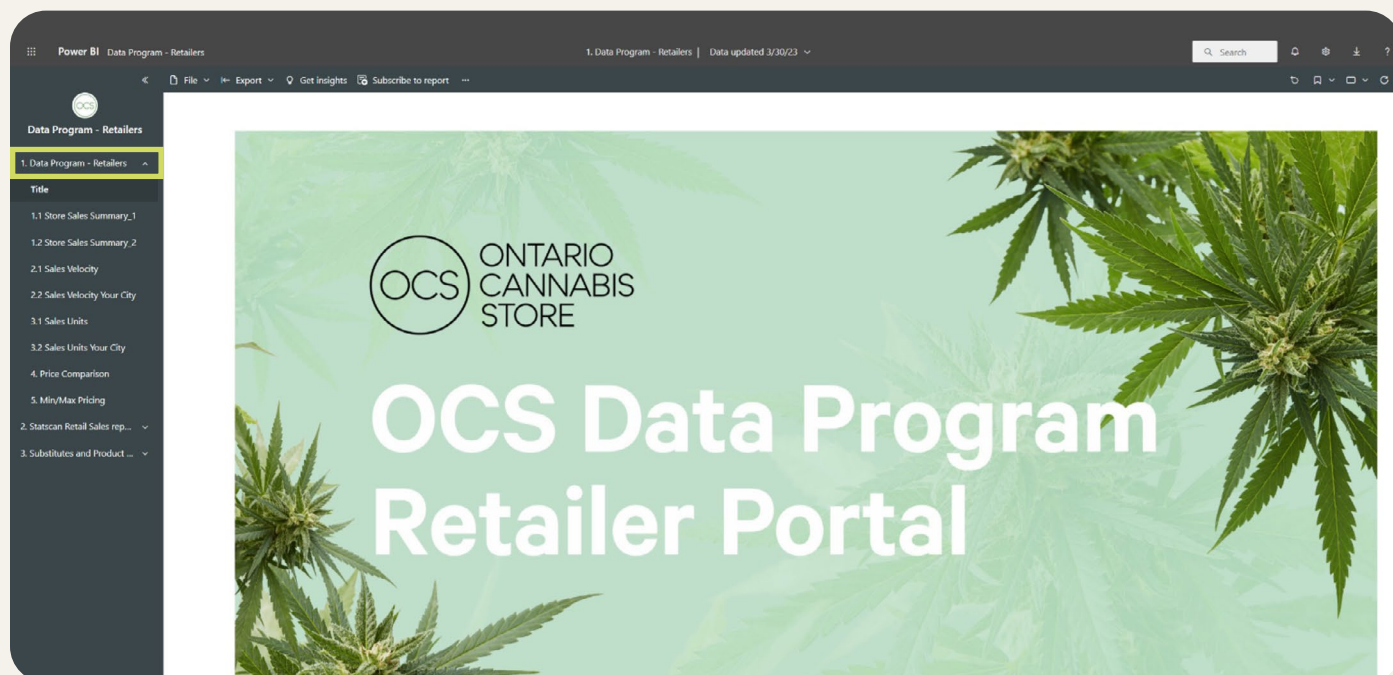 Power BI Data Program - Retailers
1. Data Program - Retailers | Data updated 3/30/23
Search
File Export Get insights Subscribe to report ...
OCS
Data Program - Retailers
1. Data Program - Retailers
Title
1.1 Store Sales Summary_1
1.2 Store Sales Summary_2
2.1 Sales Velocity
2.2 Sales Velocity Your City
3.1 Sales Units
3.2 Sales Units Your City
4. Price Comparison
5. Min/Max Pricing
2. Statscan Retail Sales rep...
3. Substitutes and Product ...
OCS
ONTARIO
CANNABIS
STORE
OCS Data Program
Retailer Portal